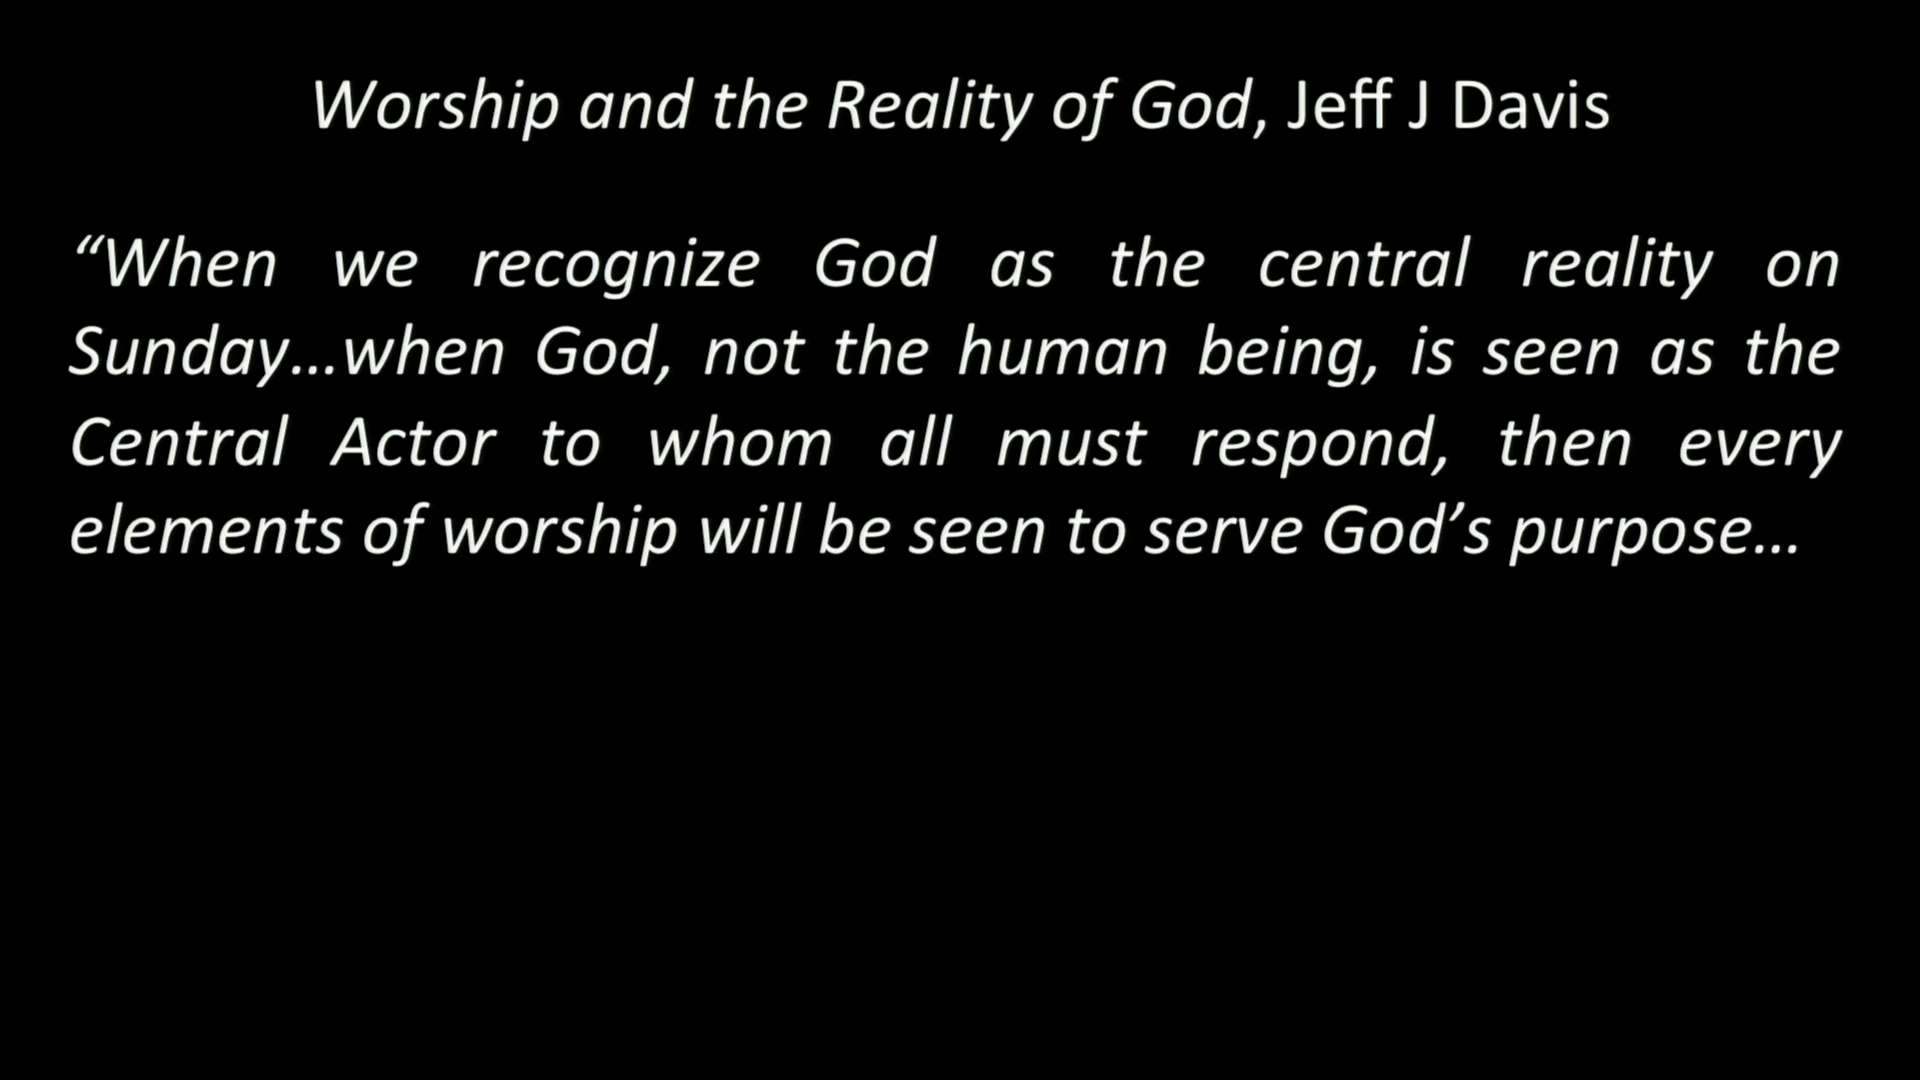 Worship and the Reality of God, Jeff J Davis
“When we recognize God as the central reality on
Sunday…when God, not the human being, is seen as the
Central Actor to whom all must respond, then every
elements of worship will be seen to serve God’s purpose…